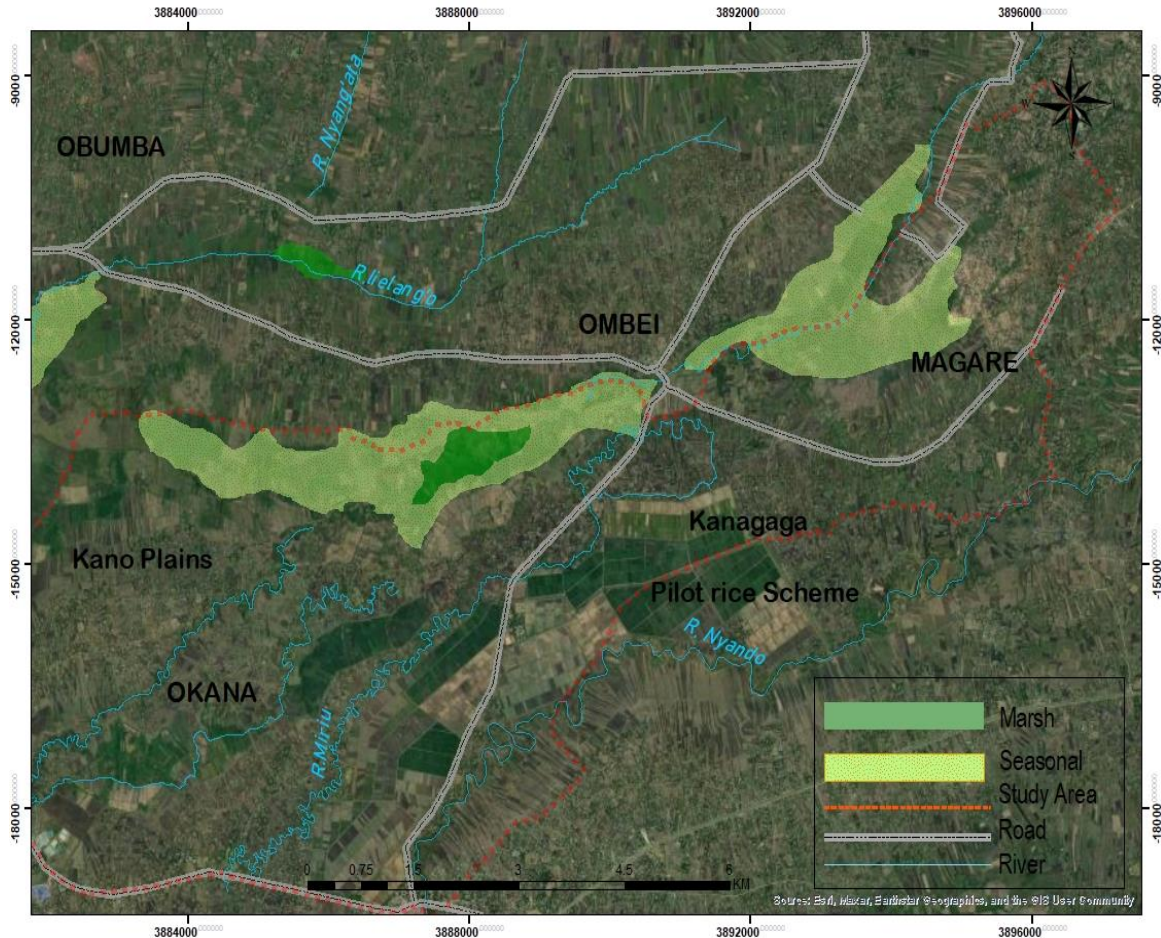 3884000 3888000 3892000 3896000
-9000 -9000
-12000 -12000
-15000 -15000
-18000 -18000
OBUMBA
R. Nyang'ata
W
R.lielang'o
OMBEI
MAGARE
Kanagaga
Kano Plains
Pilot rice Scheme
R. Nyando
OKANA
R.Miriu
Marsh
Seasonal
Study Area
Road
River
0 0.75 1.5 3 4.5 6
KM
Source: Esri, Maxar, Earthstar Geographics, and the GIS User Community
3884000 3888000 3892000 3896000